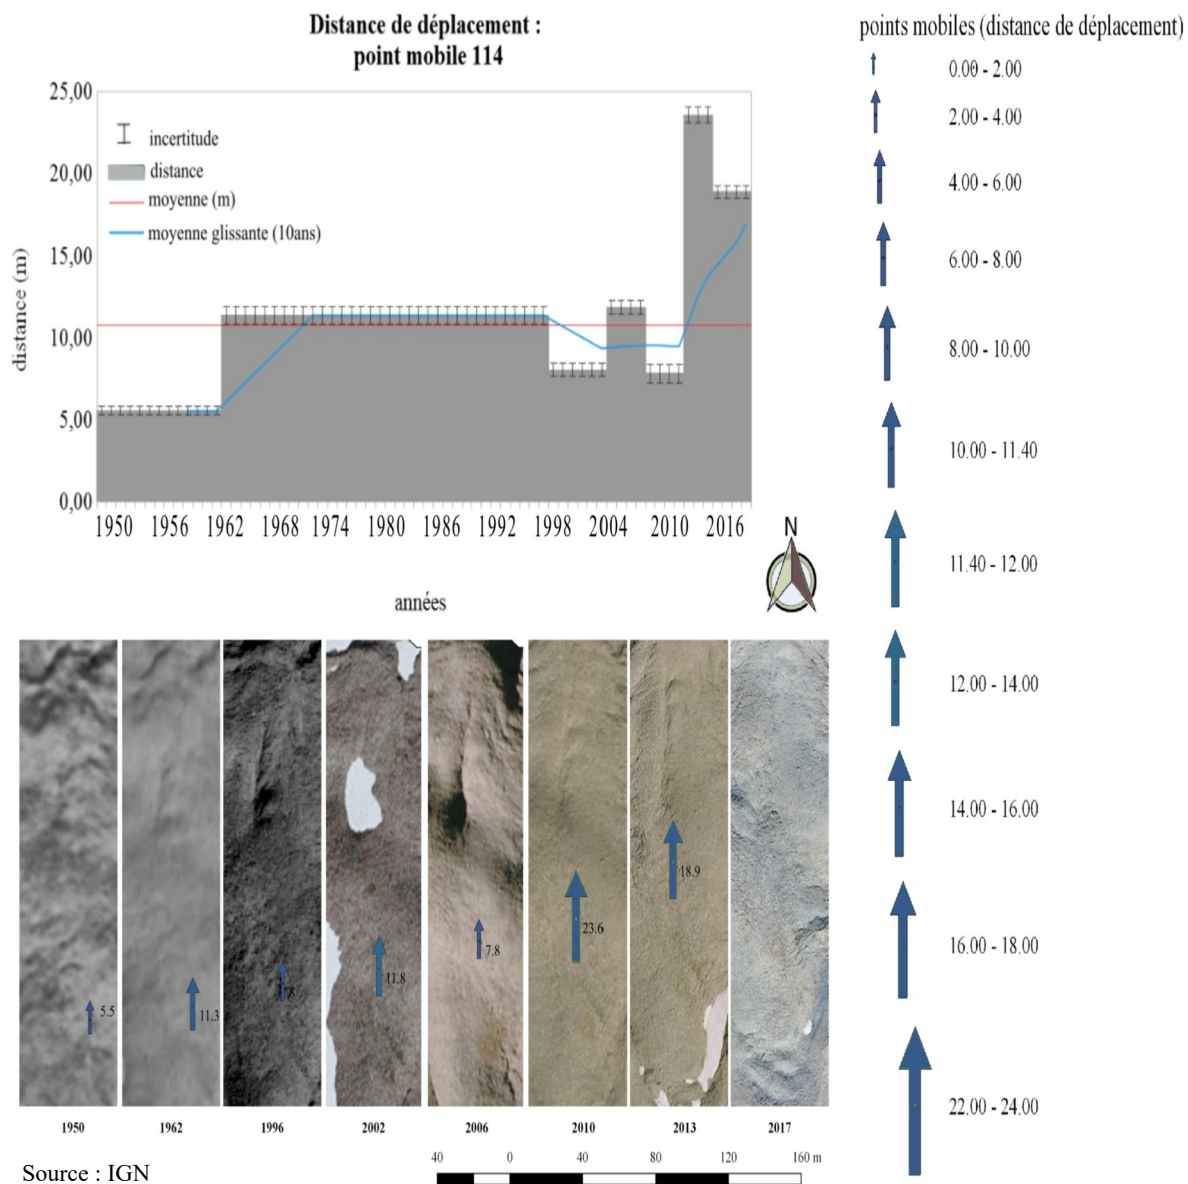 Distance de déplacement :
point mobile 114
distance (m)
25,00
20,00
15,00
10,00
5,00
0,00
incertitude
distance
moyenne (m)
moyenne glissante (10ans)
1950 1956 1962 1968 1974 1980 1986 1992 1998 2004 2010 2016
années
N
points mobiles (distance de déplacement)
0.00 - 2.00
2.00 - 4.00
4.00 - 6.00
6.00 - 8.00
8.00 - 10.00
10.00 - 11.40
11.40 - 12.00
12.00 - 14.00
14.00 - 16.00
16.00 - 18.00
22.00 - 24.00
5.5
11.3
8
11.8
7.8
23.6
18.9
1950 1962 1996 2002 2006 2010 2013 2017
40 0 40 80 120 160 m
Source : IGN